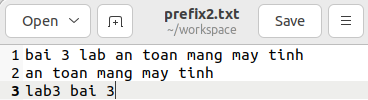 Open
prefix2.txt
~/workspace
Save
1 bai 3 lab an toan mang may tinh
2 an toan mang may tinh
3 lab3 bai 3